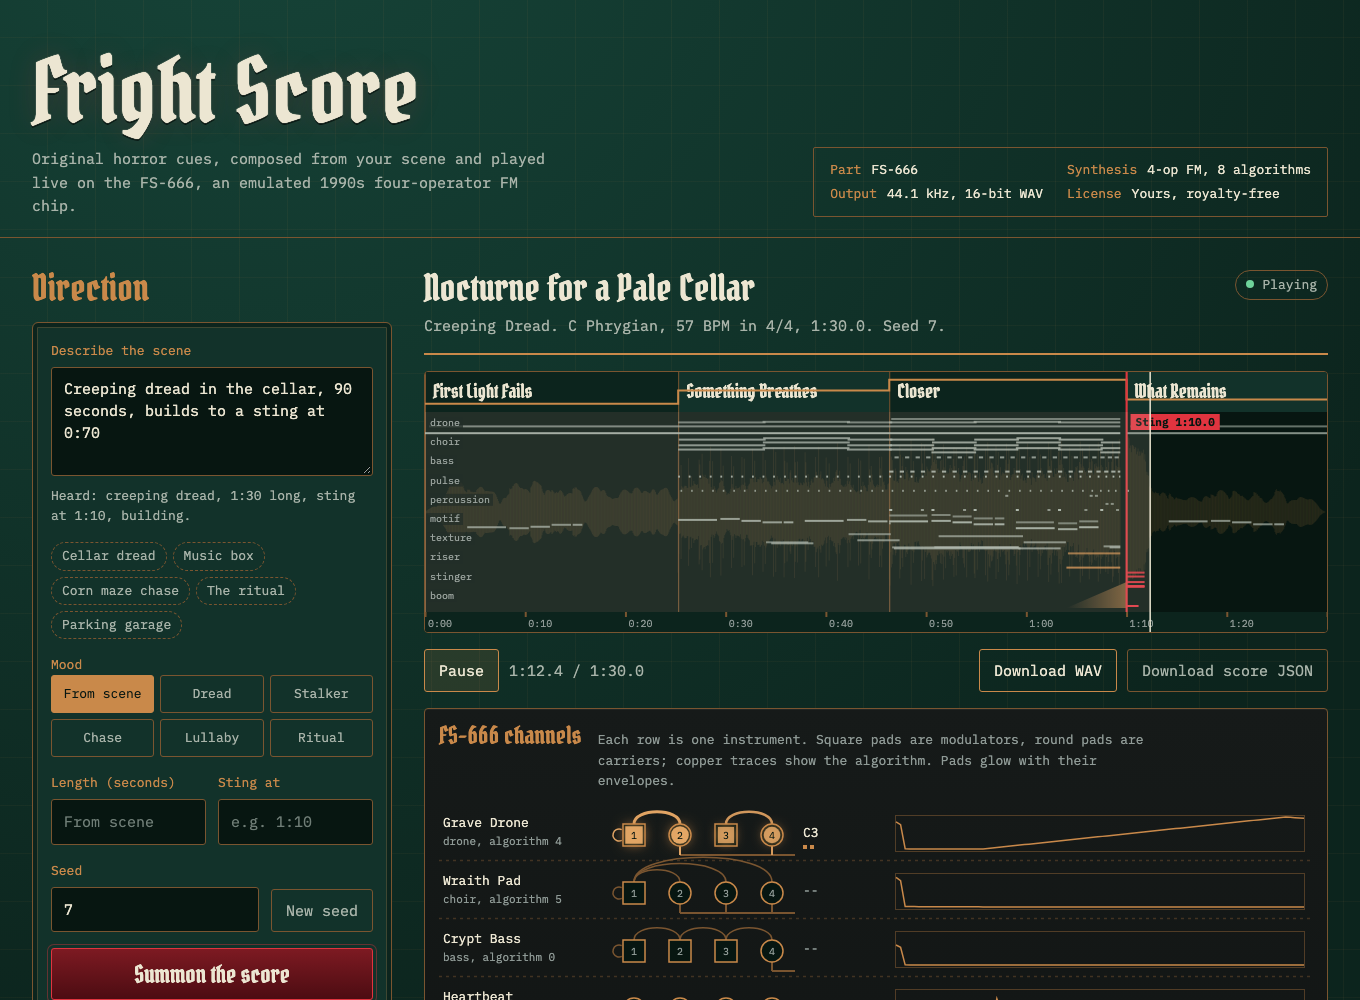 Fright Score
Original horror cues, composed from your scene and played
live on the FS-666, an emulated 1990s four-operator FM
chip.
Part FS-666 Synthesis 4-op FM, 8 algorithms
Output 44.1 kHz, 16-bit WAV License Yours, royalty-free
Direction
Describe the scene
Creeping dread in the cellar, 90
seconds, builds to a sting at
0:70
Heard: creeping dread, 1:30 long, sting
at 1:10, building.
Cellar dread Music box
Corn maze chase The ritual
Parking garage
Mood
From scene Dread Stalker
Chase Lullaby Ritual
Length (seconds) Sting at
From scene e.g. 1:10
Seed
7 New seed
Summon the score
Nocturne for a Pale Cellar
Playing
Creeping Dread. C Phrygian, 57 BPM in 4/4, 1:30.0. Seed 7.
First Light Fails Something Breathes Closer What Remains
drone Sting 1:10.0
choir
bass
pulse
percussion
motif
texture
riser
stinger
boom
0:00 0:10 0:20 0:30 0:40 0:50 1:00 1:10 1:20
Pause 1:12.4 / 1:30.0 Download WAV Download score JSON
FS-666 channels
Each row is one instrument. Square pads are modulators, round pads are
carriers; copper traces show the algorithm. Pads glow with their
envelopes.
Grave Drone
drone, algorithm 4
1 2 3 4 C3
Wraith Pad
choir, algorithm 5
1 2 3 4 --
Crypt Bass
bass, algorithm 0
1 2 3 4 --
Heartbeat